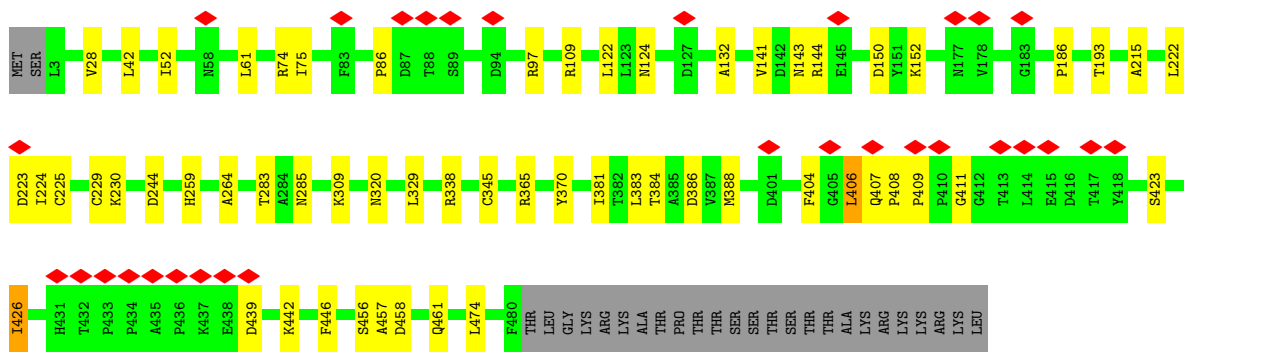 MET SER L3 V28 L42 I52 N58 L61 R74 I75 F83 P86 D87 T88 S89 D94 R97 R109 L122 L123 N124 D127 A132 V141 D142 N143 R144 E145 D150 Y151 K152 N177 V178 G183 P186 T193 A215 L222
D223 I224 C225 C229 K230 D244 H259 A264 T283 A284 N285 K309 N320 L329 R338 C345 R365 Y370 I381 T382 L383 T384 A385 D386 V387 M388 D401 F404 G405 L406 Q407 P408 P409 P410 G411 G412 T413 L414 E415 D416 T417 Y418 S423
I426 H431 T432 P433 P434 A435 P436 K437 E438 D439 K442 F446 S456 A457 D458 Q461 L474 F480 THR LEU GLY LYS ARG LYS ALA THR PRO THR THR SER SER THR SER THR THR ALA LYS ARG LYS LYS ARG LYS LEU